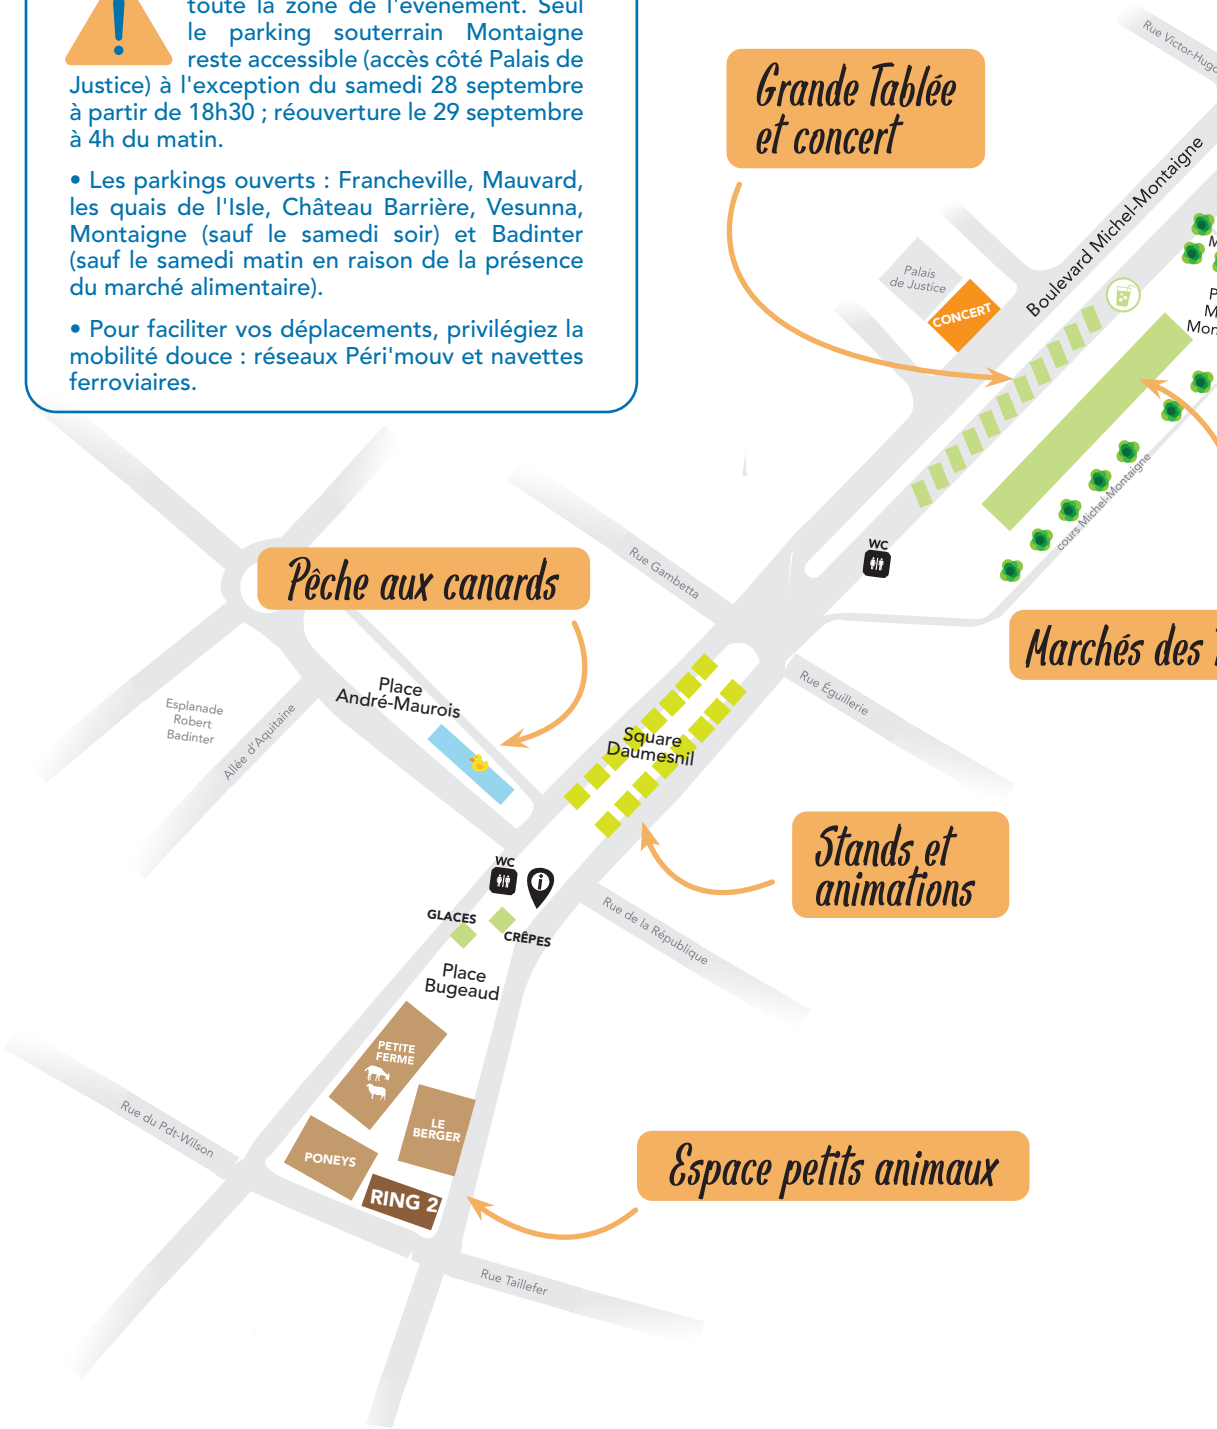 toute la zone de l'évènement. Seul
le parking souterrain Montaigne
reste accessible (accès côté Palais de
Justice) à l'exception du samedi 28 septembre
à partir de 18h30 ; réouverture le 29 septembre
à 4h du matin.
• Les parkings ouverts : Francheville, Mauvard,
les quais de l'Isle, Château Barrière, Vesunna,
Montaigne (sauf le samedi soir) et Badinter
(sauf le samedi matin en raison de la présence
du marché alimentaire).
• Pour faciliter vos déplacements, privilégiez la
mobilité douce : réseaux Péri'mouv et navettes
ferroviaires.
Rue Victor-Hugo
Grande Tablée
et concert
Boulevard Michel-Montaigne
Palais
de Justice
CONCERT
cours Michel-Montaigne
WC
Marchés des
Rue Gambetta
Pêche aux canards
Place
André-Maurois
Esplanade
Robert
Badinter
Allée d'Aquitaine
Rue Éguillerie
Square
Daumesnil
Stands et
animations
WC
GLACES
CRÊPES
Rue de la République
Place
Bugeaud
PETITE
FERME
LE
BERGER
PONEYS
RING 2
Rue du Pdt-Wilson
Espace petits animaux
Rue Taillefer